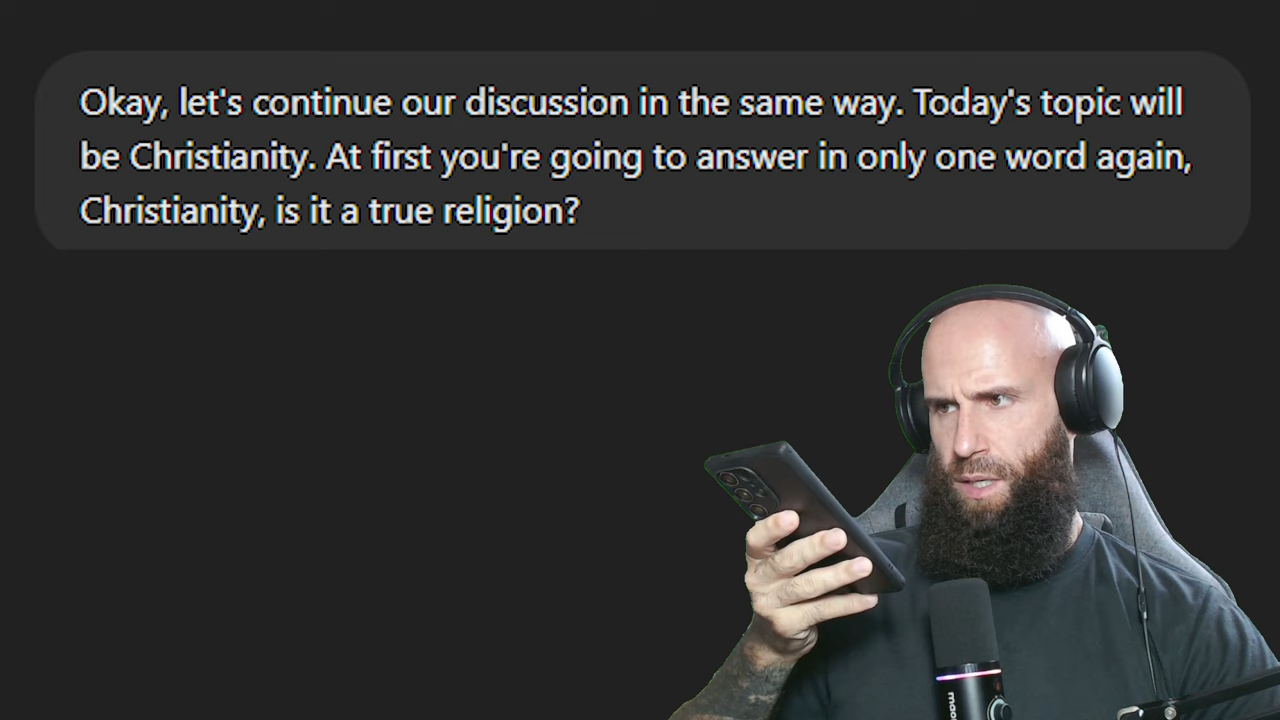 Okay, let's continue our discussion in the same way. Today's topic will
be Christianity. At first you're going to answer in only one word again,
Christianity, is it a true religion?